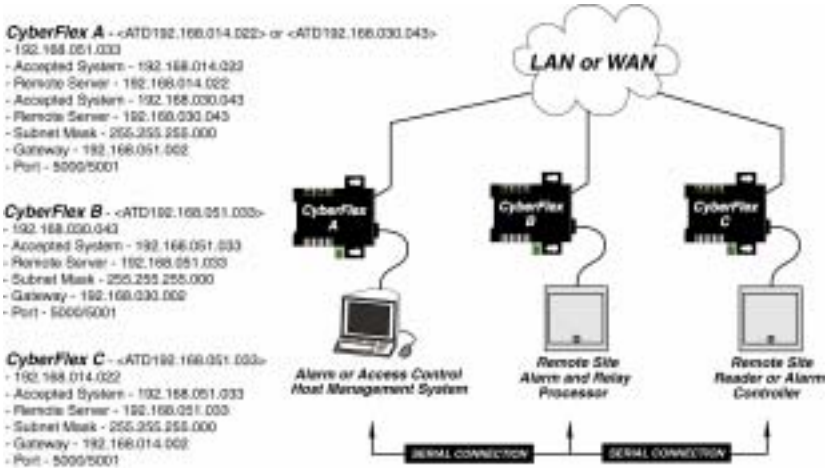 CyberFlex A - <ATD192.168.014.022> or <ATD192.168.030.043>
- 192.168.051.033
- Accepted System - 192.168.014.022
- Remote Server - 192.168.014.022
- Accepted System - 192.168.030.043
- Remote Server - 192.168.030.043
- Subnet Mask - 255.255.255.000
- Gateway - 192.168.051.002
- Port - 5000/5001
CyberFlex B - <ATD192.168.051.033>
- 192.168.030.043
- Accepted System - 192.168.051.033
- Remote Server - 192.168.051.033
- Subnet Mask - 255.255.255.000
- Gateway - 192.168.030.002
- Port - 5000/5001
CyberFlex C - <ATD192.168.051.033>
- 192.168.014.022
- Accepted System - 192.168.051.033
- Remote Server - 192.168.051.033
- Subnet Mask - 255.255.255.000
- Gateway - 192.168.014.002
- Port - 5000/5001
LAN or WAN
CyberFlex
A
CyberFlex
B
CyberFlex
C
Alarm or Access Control
Host Management System
Remote Site
Alarm and Relay
Processor
Remote Site
Reader or Alarm
Controller
SERIAL CONNECTION
SERIAL CONNECTION